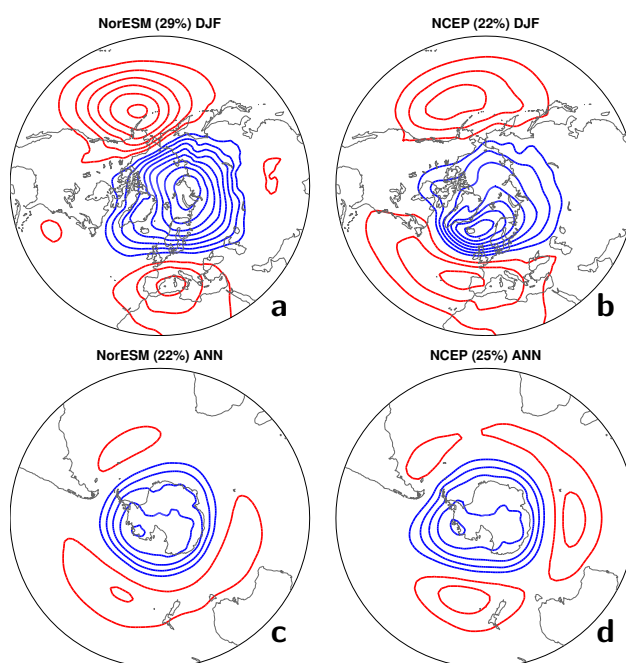 NorESM (29%) DJF
NCEP (22%) DJF
a
b
NorESM (22%) ANN
NCEP (25%) ANN
c
d